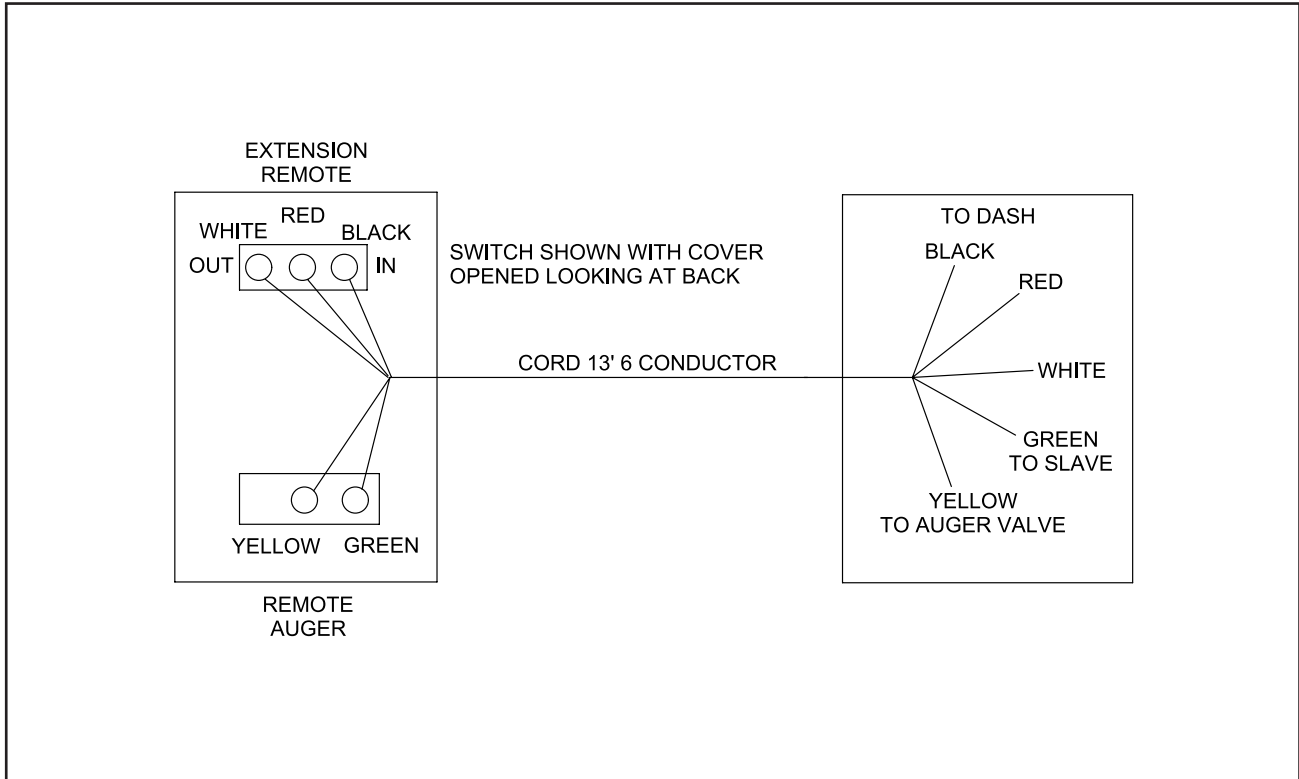 EXTENSION
REMOTE
RED
WHITE
BLACK
OUT
IN
SWITCH SHOWN WITH COVER
OPENED LOOKING AT BACK
YELLOW
GREEN
REMOTE
AUGER
CORD 13' 6 CONDUCTOR
TO DASH
BLACK
RED
WHITE
GREEN
TO SLAVE
YELLOW
TO AUGER VALVE